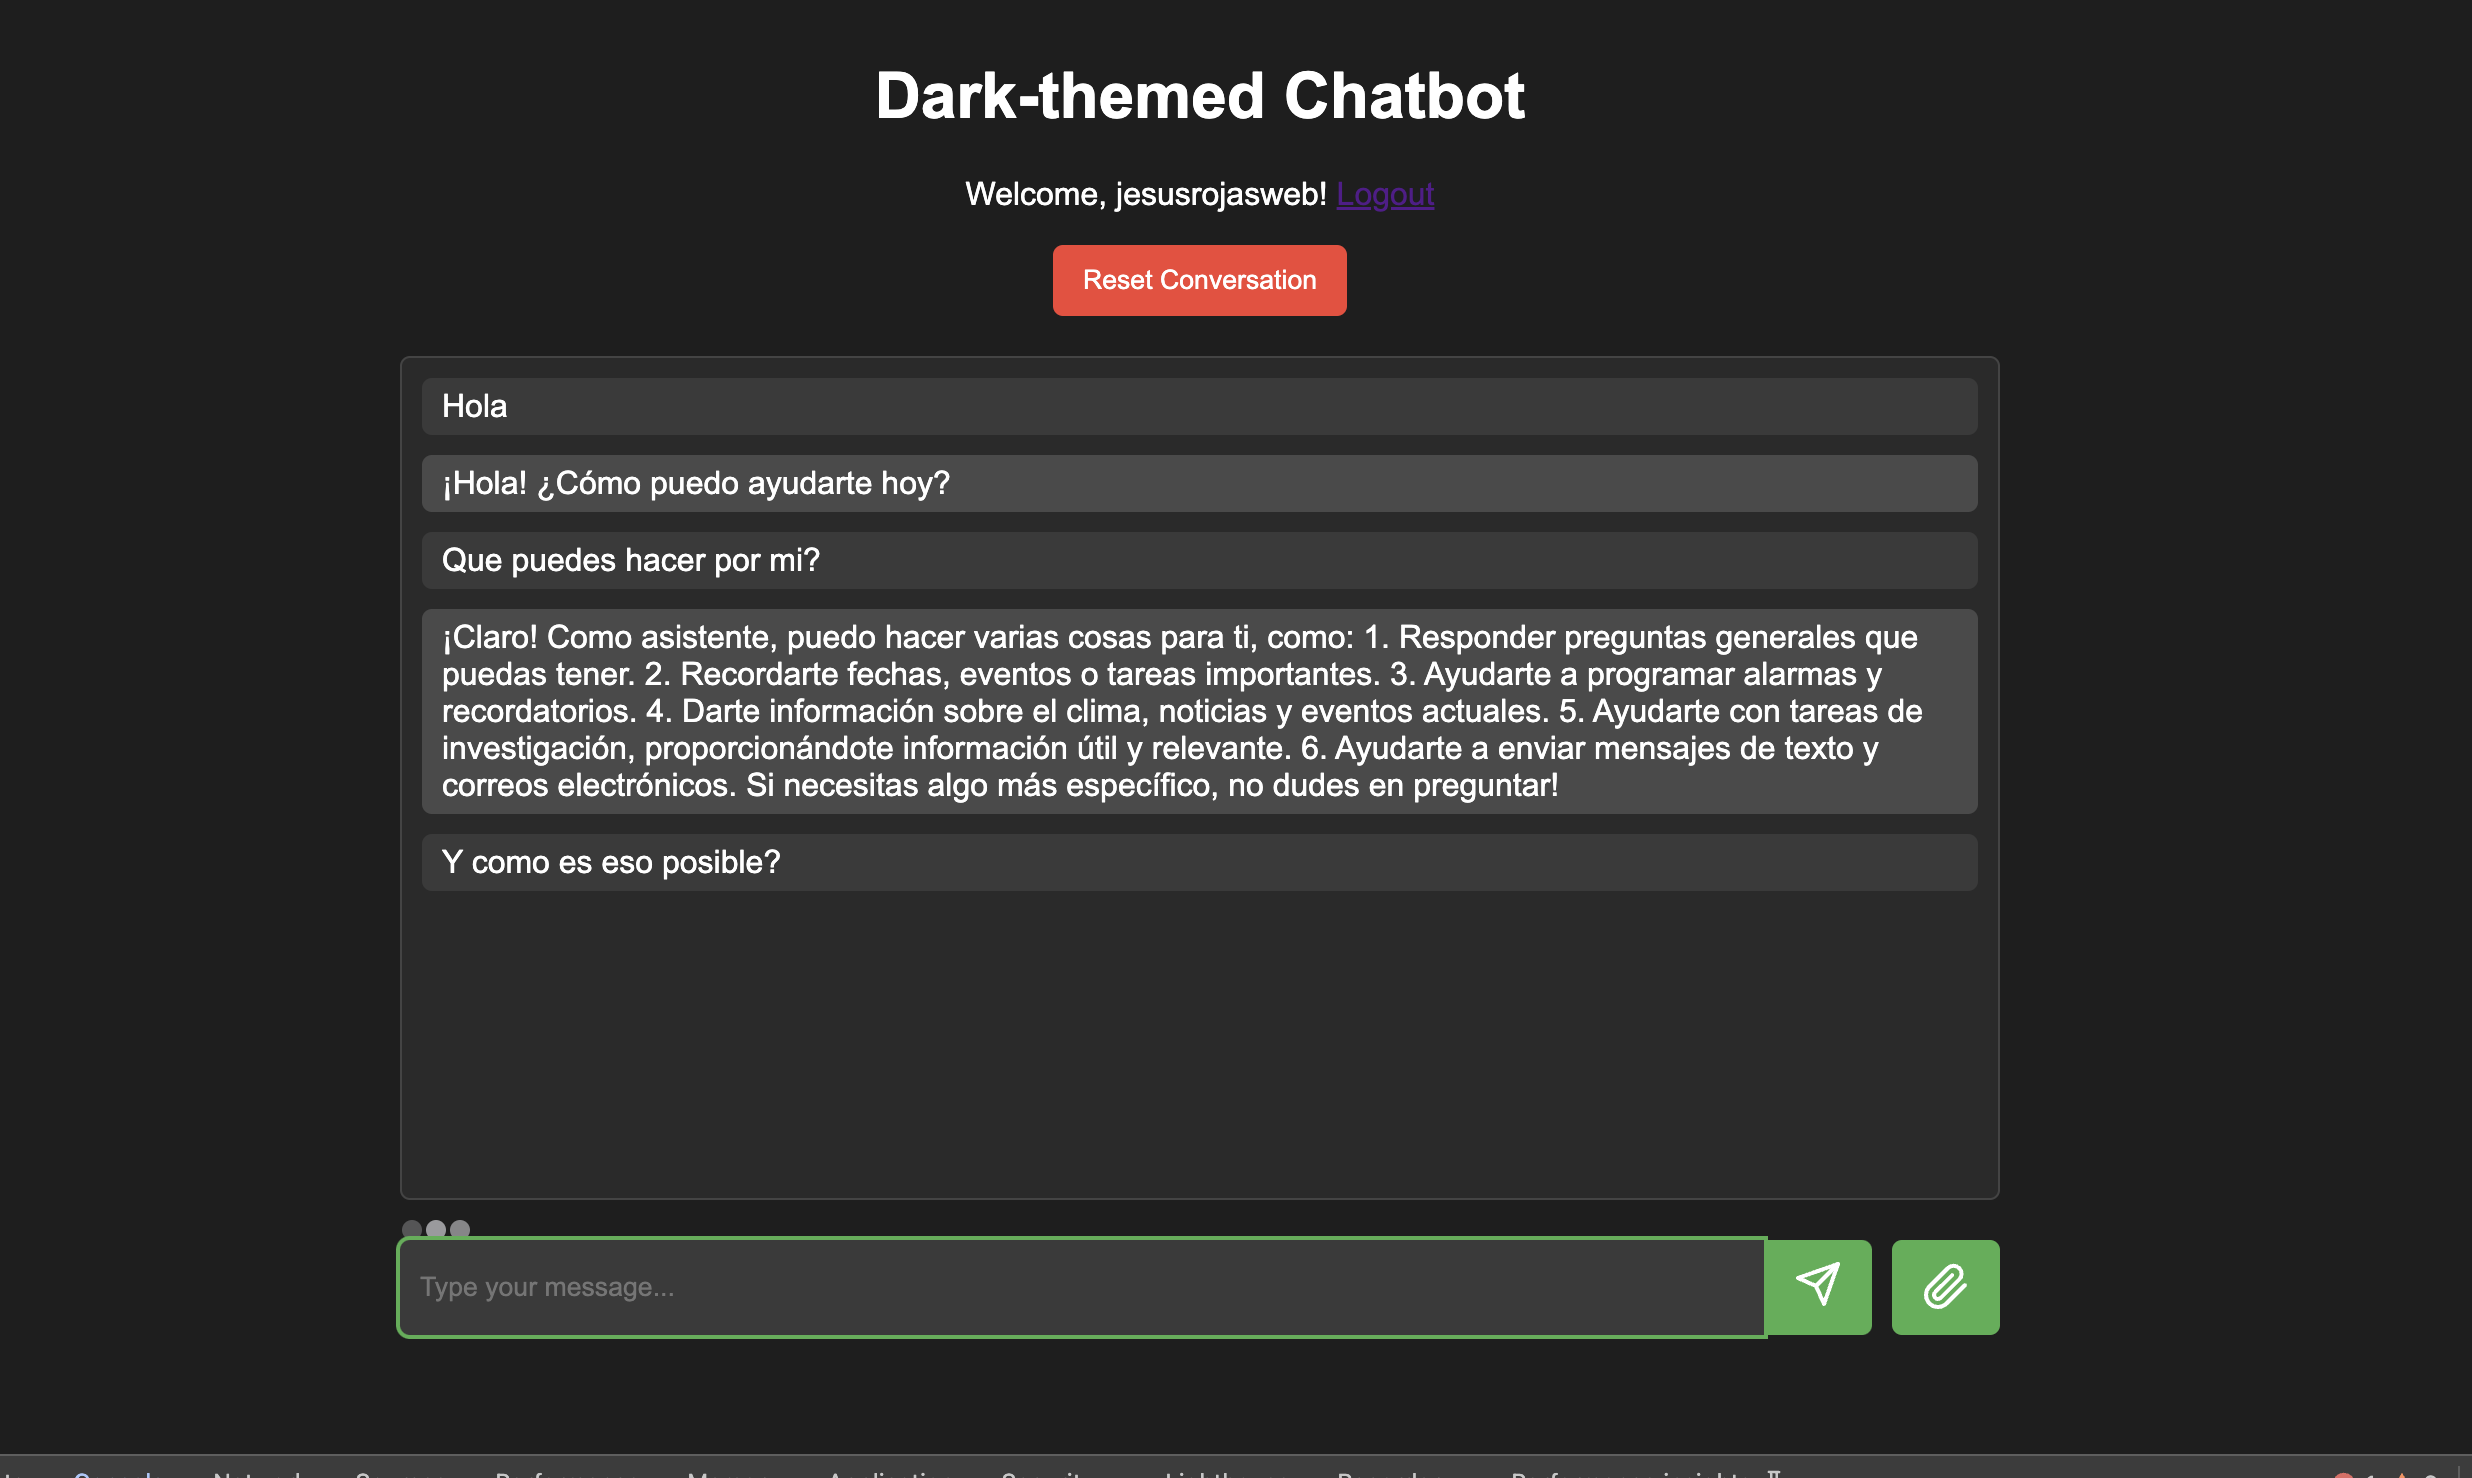 Dark-themed Chatbot
Welcome, jesusrojasweb! Logout
Reset Conversation
Hola
¡Hola! ¿Cómo puedo ayudarte hoy?
Que puedes hacer por mi?
¡Claro! Como asistente, puedo hacer varias cosas para ti, como: 1. Responder preguntas generales que
puedas tener. 2. Recordarte fechas, eventos o tareas importantes. 3. Ayudarte a programar alarmas y
recordatorios. 4. Darte información sobre el clima, noticias y eventos actuales. 5. Ayudarte con tareas de
investigación, proporcionándote información útil y relevante. 6. Ayudarte a enviar mensajes de texto y
correos electrónicos. Si necesitas algo más específico, no dudes en preguntar!
Y como es eso posible?
Type your message...